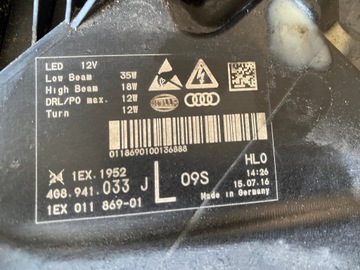 LED 12V
Low Beam 35W
High Beam 18W
DRL/PO max. 12W
Turn 12W
HELLA
0118690100136888
1EX.1952
4G8.941.033 J
1EX 011 869-01
L 09S
HL0
14:26
15.07.16
Made in Germany